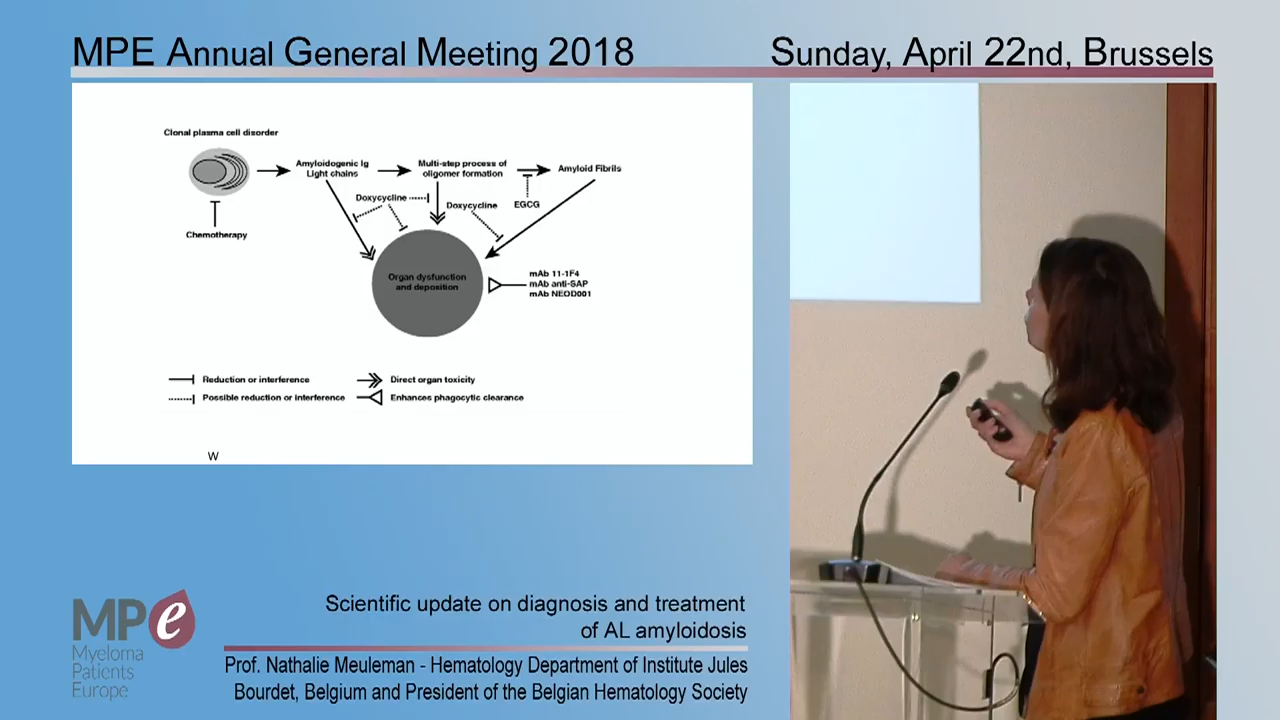 MPE Annual General Meeting 2018
Sunday, April 22nd, Brussels
Clonal plasma cell disorder
Amyloidogenic Ig
Light chains
Multi-step process of
oligomer formation
Amyloid Fibrils
Doxycycline
Doxycycline
EGCG
Chemotherapy
Organ dysfunction
and deposition
mAb 11-1F4
mAb anti-SAP
mAb NEOD001
Reduction or interference
Direct organ toxicity
Possible reduction or interference
Enhances phagocytic clearance
W
MPe
Myeloma
Patients
Europe
Scientific update on diagnosis and treatment
of AL amyloidosis
Prof. Nathalie Meuleman - Hematology Department of Institute Jules
Bourdet, Belgium and President of the Belgian Hematology Society